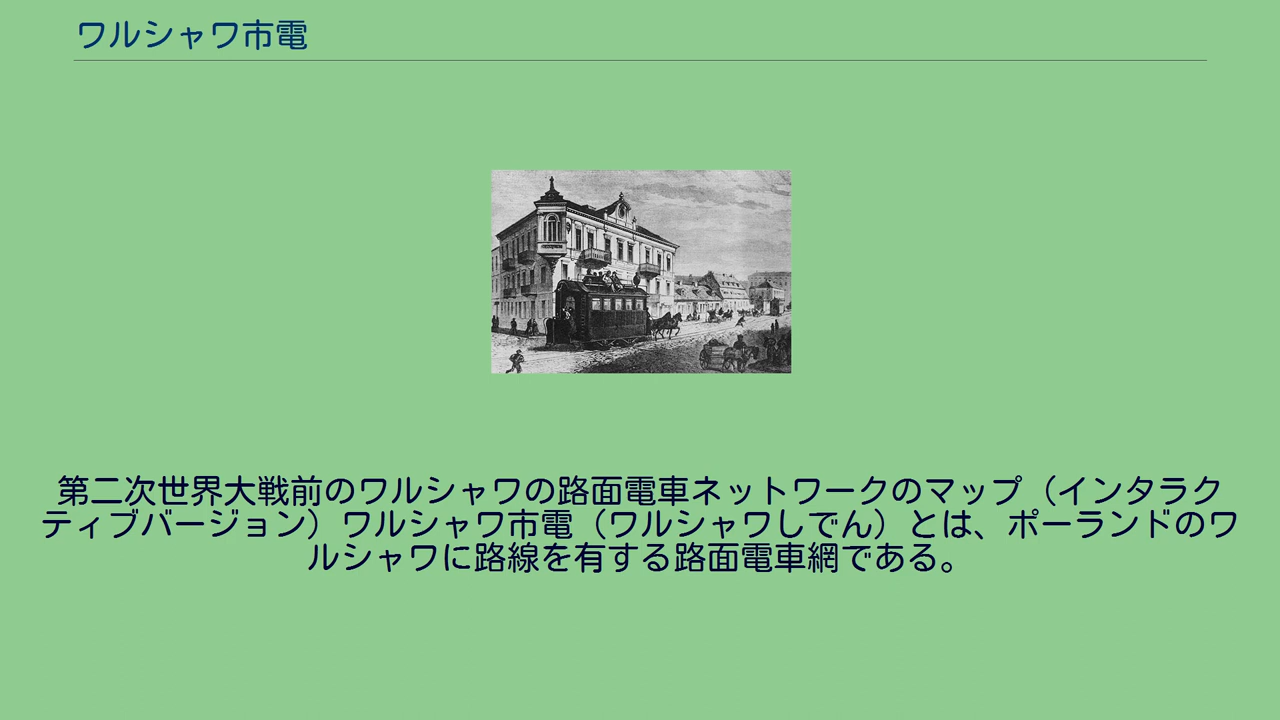 ワルシャワ市電
第二次世界大戦前のワルシャワの路面電車ネットワークのマップ（インタラク
ティブバージョン）ワルシャワ市電（ワルシャワしでん）とは、ポーランドのワ
ルシャワに路線を有する路面電車網である。